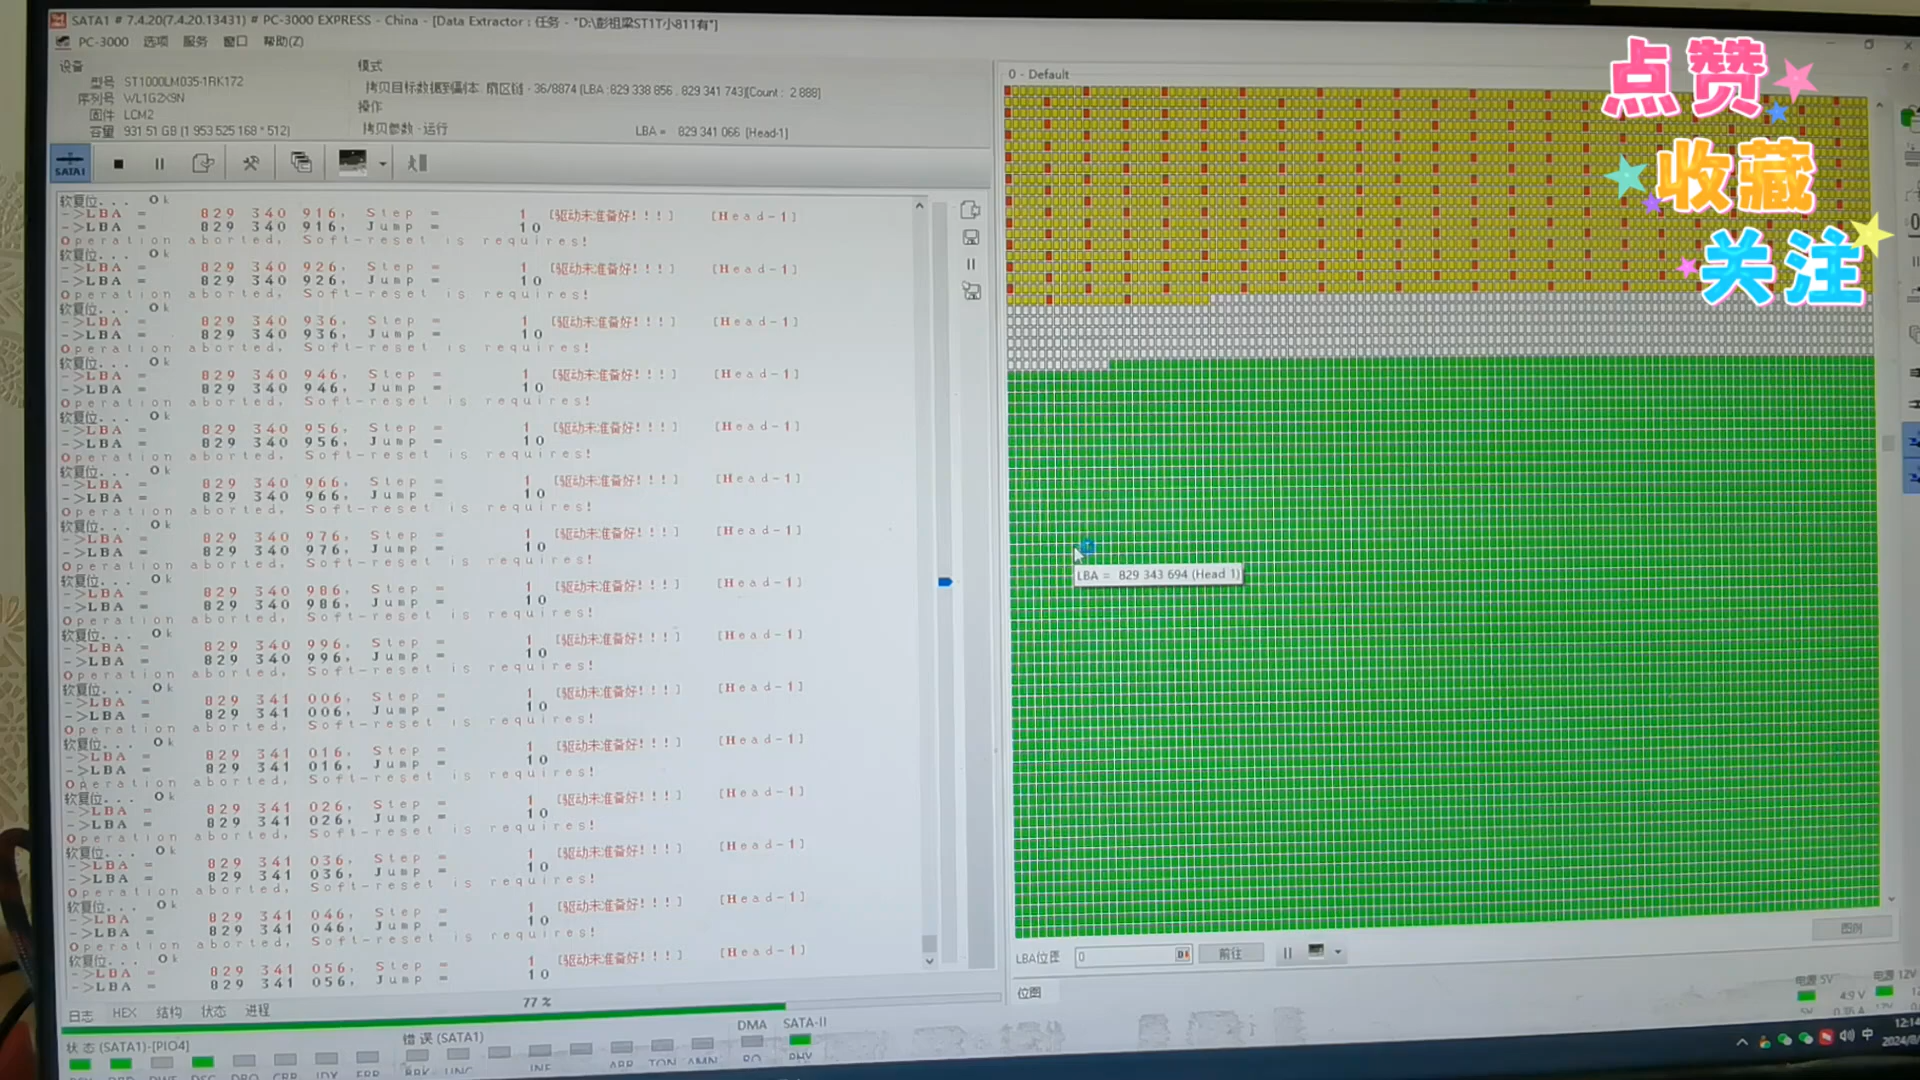 SATA1 # 7.4.20(7.4.20.13431) # PC-3000 EXPRESS - China - [Data Extractor : 任务 - "D:\彭祖梁ST1T小811有"]
PC-3000 选项 服务 窗口 帮助(Z)
设备
型号 ST1000LM035-1RK172
序列号 WL1G2X9N
固件 LCM2
容量 931.51 GB (1 953 525 168 * 512)
模式
拷贝目标数据到副本 扇区链 - 36/8874 [LBA :829 338 856 . 829 341 743][Count : 2 888]
操作
拷贝参数 - 运行 LBA = 829 341 066 [Head-1]
SATA1
软复位... Ok
->LBA = 829 340 916, Step = 1 [驱动未准备好!!!] [Head-1]
->LBA = 829 340 916, Jump = 10
Operation aborted, Soft-reset is requires!
软复位... Ok
->LBA = 829 340 926, Step = 1 [驱动未准备好!!!] [Head-1]
->LBA = 829 340 926, Jump = 10
Operation aborted, Soft-reset is requires!
软复位... Ok
->LBA = 829 340 936, Step = 1 [驱动未准备好!!!] [Head-1]
->LBA = 829 340 936, Jump = 10
Operation aborted, Soft-reset is requires!
软复位... Ok
->LBA = 829 340 946, Step = 1 [驱动未准备好!!!] [Head-1]
->LBA = 829 340 946, Jump = 10
Operation aborted, Soft-reset is requires!
软复位... Ok
->LBA = 829 340 956, Step = 1 [驱动未准备好!!!] [Head-1]
->LBA = 829 340 956, Jump = 10
Operation aborted, Soft-reset is requires!
软复位... Ok
->LBA = 829 340 966, Step = 1 [驱动未准备好!!!] [Head-1]
->LBA = 829 340 966, Jump = 10
Operation aborted, Soft-reset is requires!
软复位... Ok
->LBA = 829 340 976, Step = 1 [驱动未准备好!!!] [Head-1]
->LBA = 829 340 976, Jump = 10
Operation aborted, Soft-reset is requires!
软复位... Ok
->LBA = 829 340 986, Step = 1 [驱动未准备好!!!] [Head-1]
->LBA = 829 340 986, Jump = 10
Operation aborted, Soft-reset is requires!
软复位... Ok
->LBA = 829 340 996, Step = 1 [驱动未准备好!!!] [Head-1]
->LBA = 829 340 996, Jump = 10
Operation aborted, Soft-reset is requires!
软复位... Ok
->LBA = 829 341 006, Step = 1 [驱动未准备好!!!] [Head-1]
->LBA = 829 341 006, Jump = 10
Operation aborted, Soft-reset is requires!
软复位... Ok
->LBA = 829 341 016, Step = 1 [驱动未准备好!!!] [Head-1]
->LBA = 829 341 016, Jump = 10
Operation aborted, Soft-reset is requires!
软复位... Ok
->LBA = 829 341 026, Step = 1 [驱动未准备好!!!] [Head-1]
->LBA = 829 341 026, Jump = 10
Operation aborted, Soft-reset is requires!
软复位... Ok
->LBA = 829 341 036, Step = 1 [驱动未准备好!!!] [Head-1]
->LBA = 829 341 036, Jump = 10
Operation aborted, Soft-reset is requires!
软复位... Ok
->LBA = 829 341 046, Step = 1 [驱动未准备好!!!] [Head-1]
->LBA = 829 341 046, Jump = 10
Operation aborted, Soft-reset is requires!
软复位... Ok
->LBA = 829 341 056, Step = 1 [驱动未准备好!!!] [Head-1]
->LBA = 829 341 056, Jump = 10
77 %
日志 HEX 结构 状态 进程
状态 (SATA1)-[PIO4]
错误 (SATA1)
DMA SATA-II
0 - Default
点赞
收藏
关注
LBA = 829 343 694 (Head 1)
LBA位置 0 前往
图例
位图
电源 5V 电源 12V
4.9 V
中
12:14